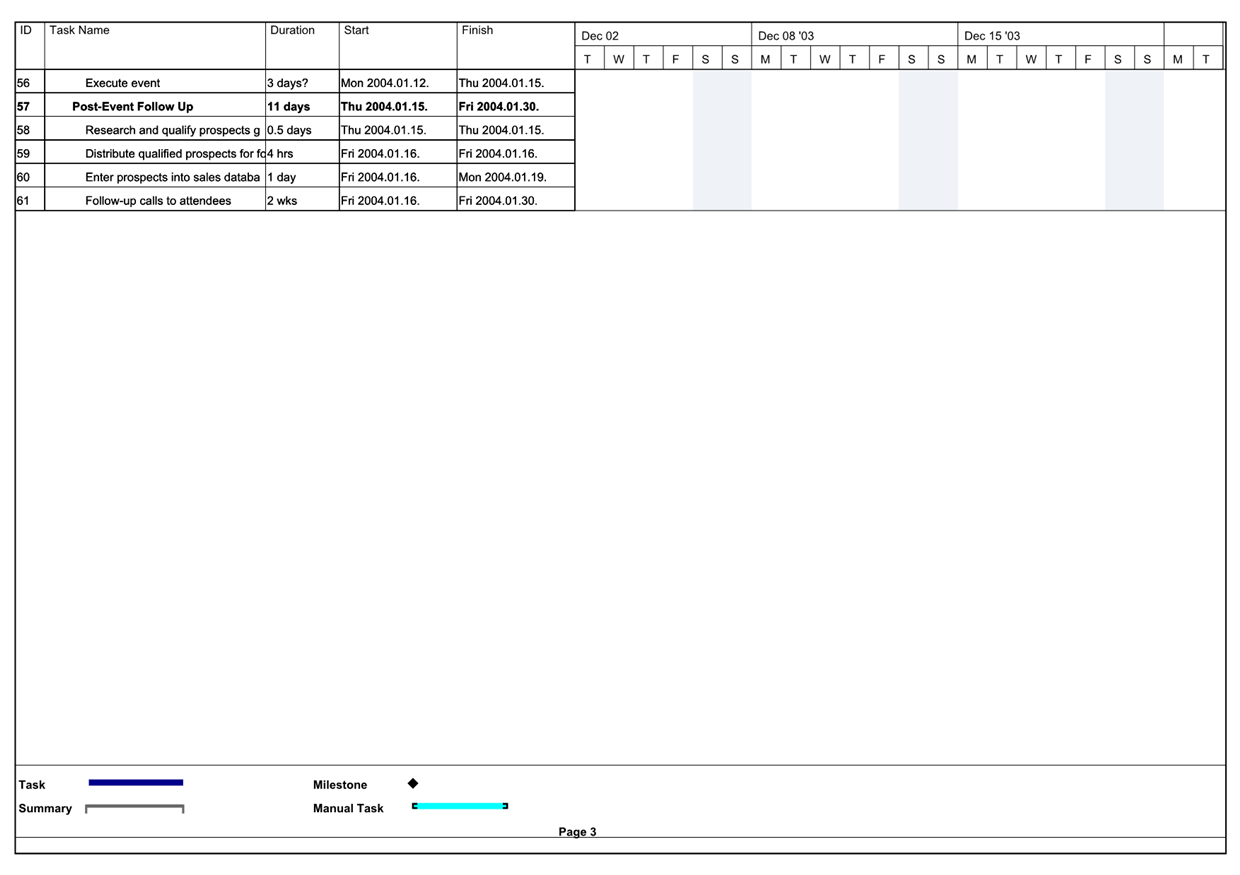 ID Task Name Duration Start Finish Dec 02 Dec 08 '03 Dec 15 '03
T W T F S S M T W T F S S M T W T F S S M T
56 Execute event 3 days? Mon 2004.01.12. Thu 2004.01.15.
57 Post-Event Follow Up 11 days Thu 2004.01.15. Fri 2004.01.30.
58 Research and qualify prospects g 0.5 days Thu 2004.01.15. Thu 2004.01.15.
59 Distribute qualified prospects for fo 4 hrs Fri 2004.01.16. Fri 2004.01.16.
60 Enter prospects into sales databa 1 day Fri 2004.01.16. Mon 2004.01.19.
61 Follow-up calls to attendees 2 wks Fri 2004.01.16. Fri 2004.01.30.
Task Milestone
Summary Manual Task
Page 3